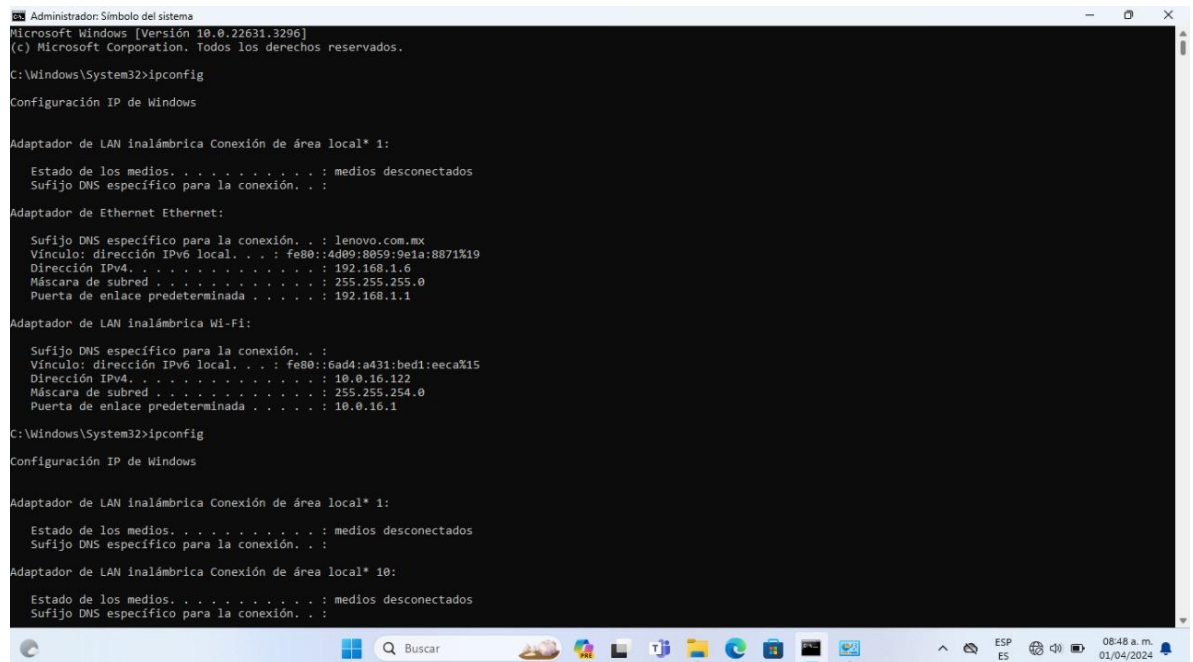 Administrador: Símbolo del sistema
Microsoft Windows [Versión 10.0.22631.3296]
(c) Microsoft Corporation. Todos los derechos reservados.
C:\Windows\System32>ipconfig
Configuración IP de Windows
Adaptador de LAN inalámbrica Conexión de área local* 1:
Estado de los medios. . . . . . . . . . . : medios desconectados
Sufijo DNS específico para la conexión. . :
Adaptador de Ethernet Ethernet:
Sufijo DNS específico para la conexión. . : lenovo.com.mx
Vínculo: dirección IPv6 local. . . : fe80::4d09:8059:9e1a:8871%19
Dirección IPv4. . . . . . . . . . . . . . : 192.168.1.6
Máscara de subred . . . . . . . . . . . . : 255.255.255.0
Puerta de enlace predeterminada . . . . . : 192.168.1.1
Adaptador de LAN inalámbrica Wi-Fi:
Sufijo DNS específico para la conexión. . :
Vínculo: dirección IPv6 local. . . : fe80::6ad4:a431:bed1:eeca%15
Dirección IPv4. . . . . . . . . . . . . . : 10.0.16.122
Máscara de subred . . . . . . . . . . . . : 255.255.254.0
Puerta de enlace predeterminada . . . . . : 10.0.16.1
C:\Windows\System32>ipconfig
Configuración IP de Windows
Adaptador de LAN inalámbrica Conexión de área local* 1:
Estado de los medios. . . . . . . . . . . : medios desconectados
Sufijo DNS específico para la conexión. . :
Adaptador de LAN inalámbrica Conexión de área local* 10:
Estado de los medios. . . . . . . . . . . : medios desconectados
Sufijo DNS específico para la conexión. . :
Buscar
PRE
ESP
ES
08:48 a. m.
01/04/2024